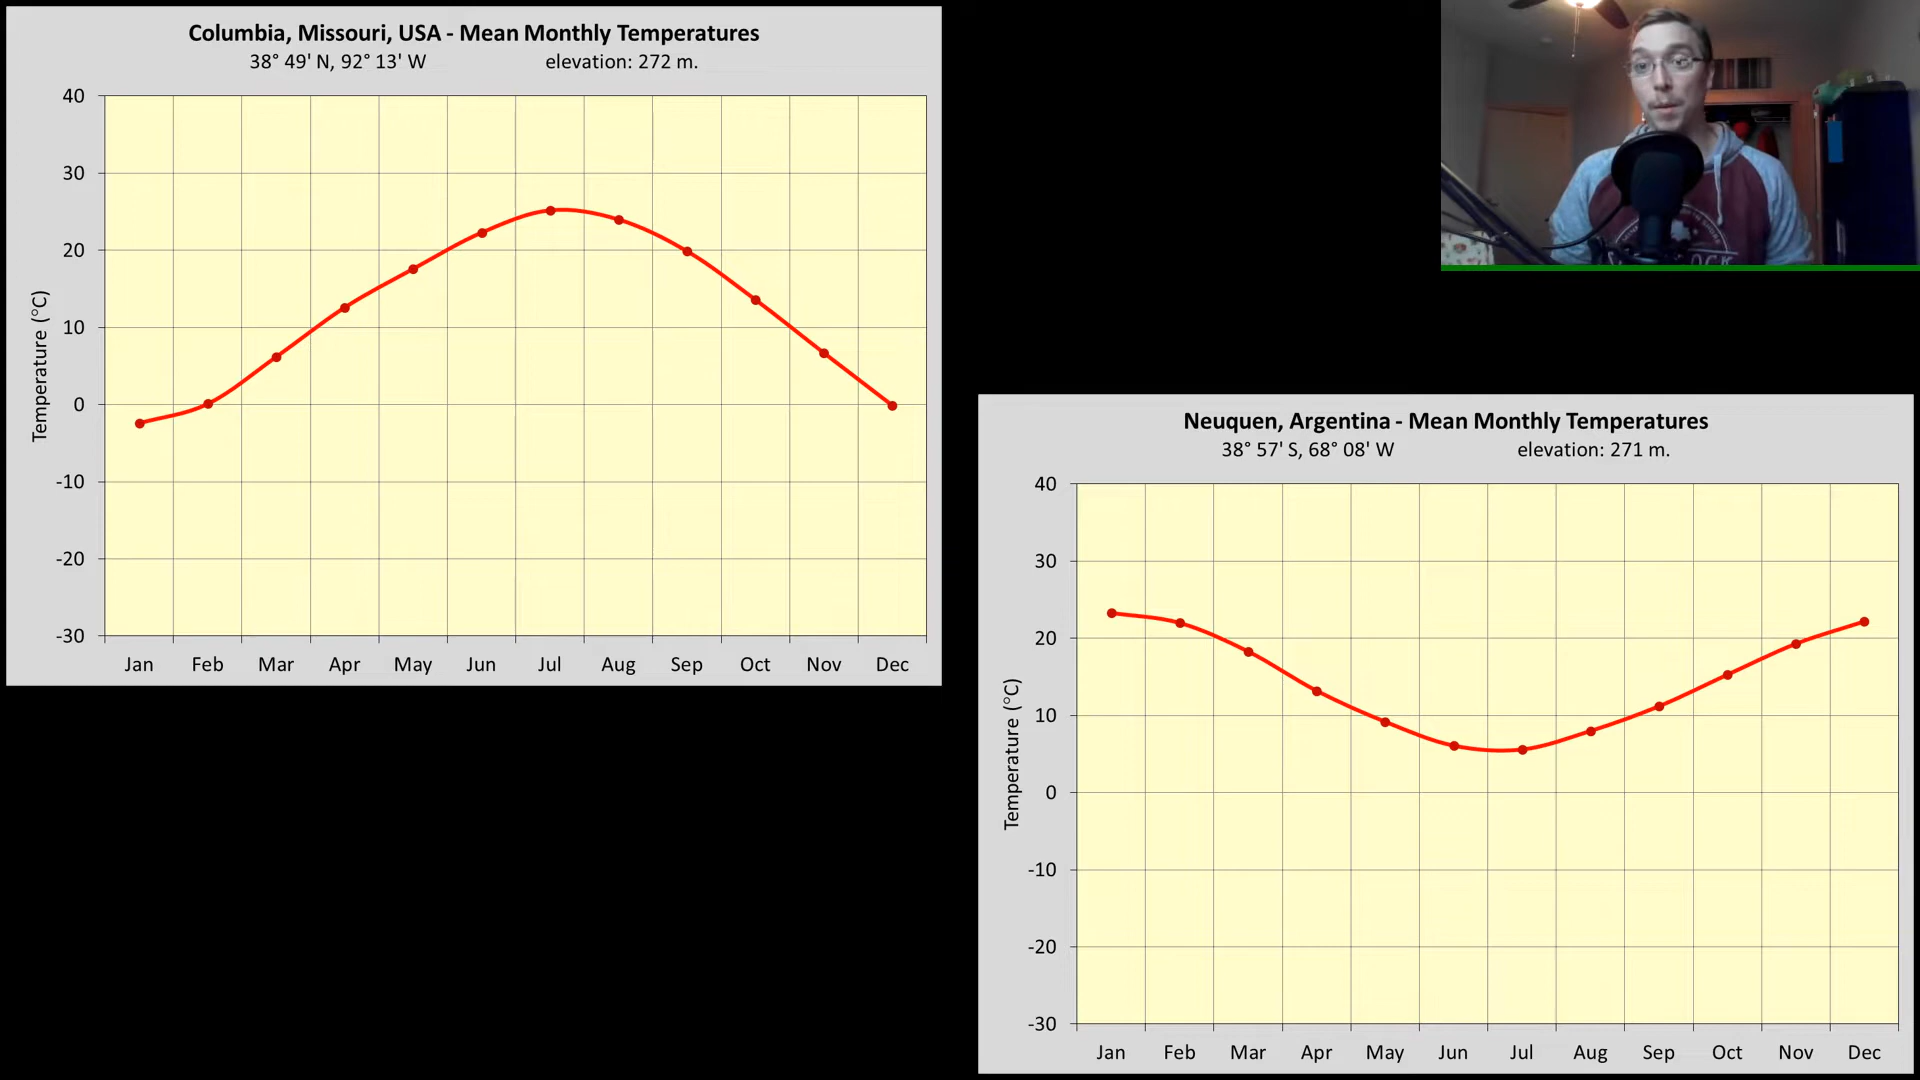 Columbia, Missouri, USA - Mean Monthly Temperatures
38° 49' N, 92° 13' W elevation: 272 m.
40
30
20
10
0
-10
-20
-30
Temperature (°C)
Jan Feb Mar Apr May Jun Jul Aug Sep Oct Nov Dec
Neuquen, Argentina - Mean Monthly Temperatures
38° 57' S, 68° 08' W elevation: 271 m.
40
30
20
10
0
-10
-20
-30
Temperature (°C)
Jan Feb Mar Apr May Jun Jul Aug Sep Oct Nov Dec